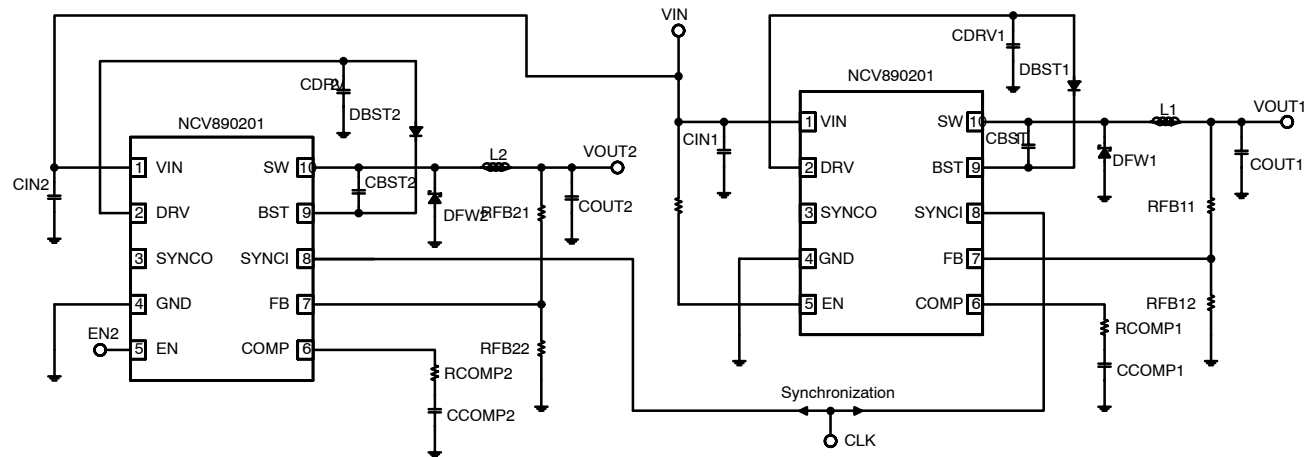 VIN
CDRV1
DBST1
NCV890201
1 VIN
2 DRV
3 SYNCO
4 GND
5 EN
SW 10
BST 9
SYNCI 8
FB 7
COMP 6
CIN1
CBST1
L1
VOUT1
DFW1
COUT1
RFB11
RFB12
RCOMP1
CCOMP1
CDRV2
DBST2
NCV890201
1 VIN
2 DRV
3 SYNCO
4 GND
5 EN
SW 10
BST 9
SYNCI 8
FB 7
COMP 6
CIN2
EN2
CBST2
L2
VOUT2
DFW2
COUT2
RFB21
RFB22
RCOMP2
CCOMP2
Synchronization
CLK